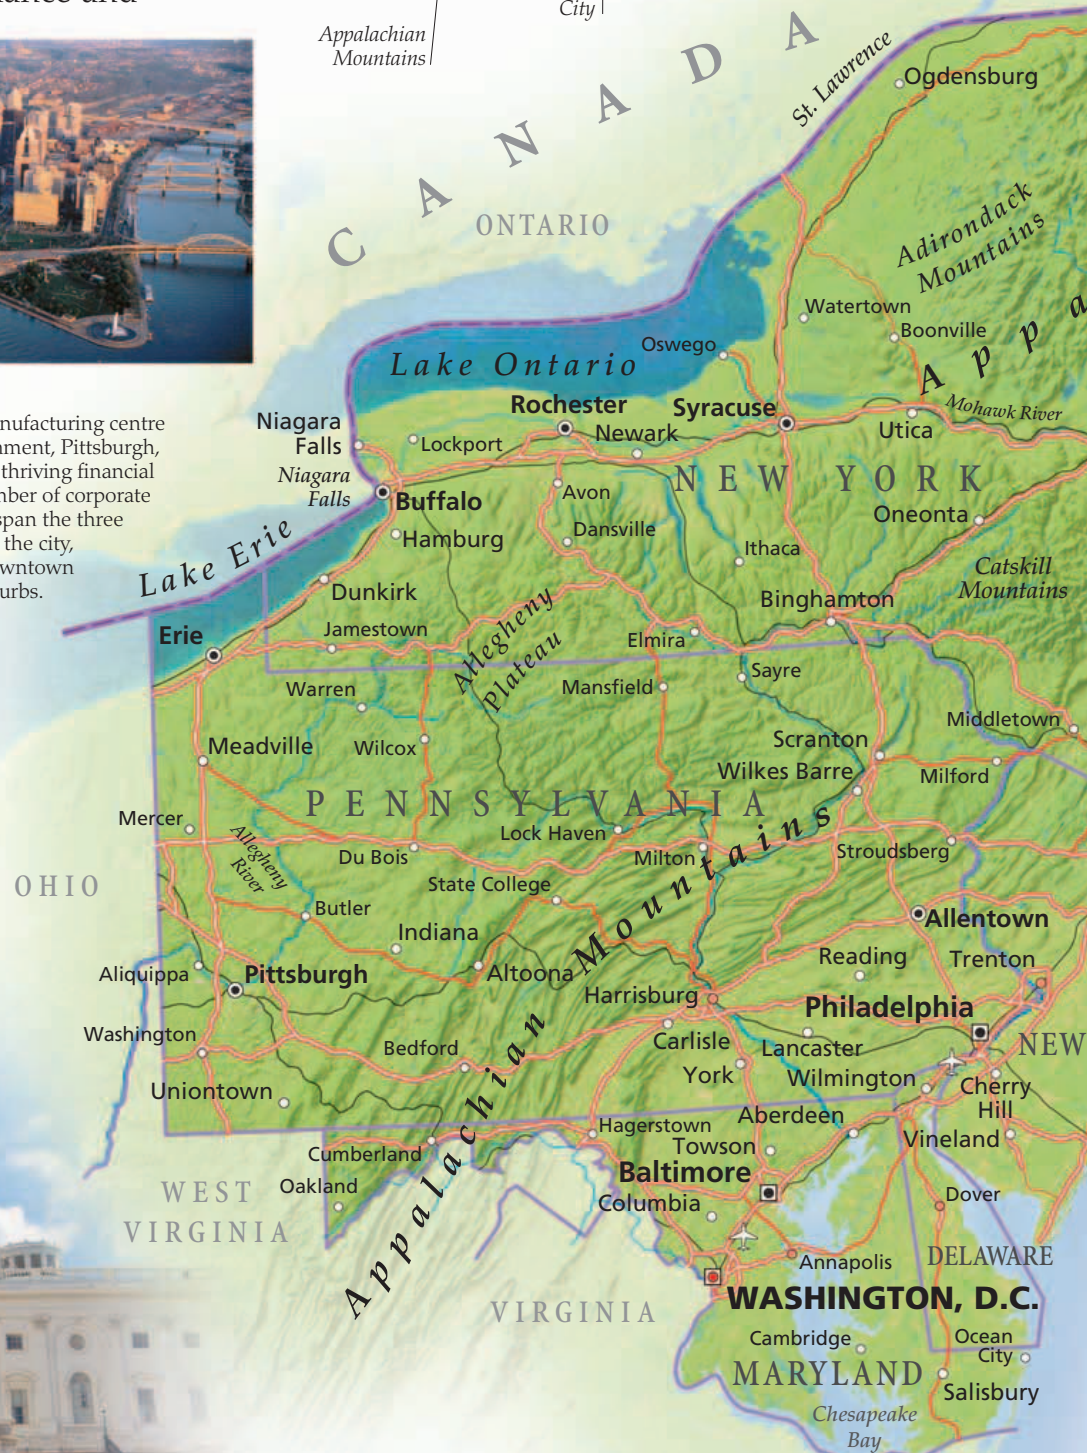 Appalachian
Mountains
City
CANADA
St. Lawrence
Ogdensburg
ONTARIO
Adirondack
Mountains
Watertown
Boonville
Oswego
Lake Ontario
Appa
Mohawk River
Rochester
Syracuse
Niagara
Falls
Lockport
Newark
Utica
nufacturing centre
nment, Pittsburgh,
thriving financial
nber of corporate
span the three
the city,
wntown
urbs.
Niagara
Falls
Buffalo
Avon
NEW YORK
Oneonta
Hamburg
Dansville
Ithaca
Lake Erie
Catskill
Mountains
Dunkirk
Binghamton
Erie
Jamestown
Allegheny
Plateau
Elmira
Sayre
Warren
Mansfield
Middletown
Meadville
Wilcox
Scranton
Wilkes Barre
Milford
PENNSYLVANIA
Mercer
Allegheny
River
Lock Haven
Du Bois
Milton
Stroudsberg
OHIO
State College
Butler
Allentown
Indiana
Reading
Trenton
Aliquippa
Pittsburgh
Altoona
Harrisburg
Philadelphia
Washington
Bedford
Carlisle
Lancaster
NEW
York
Wilmington
Cherry
Hill
Uniontown
Aberdeen
Hagerstown
Vineland
Cumberland
Towson
Appalachian Mountains
Baltimore
WEST
VIRGINIA
Oakland
Columbia
Dover
Annapolis
DELAWARE
VIRGINIA
WASHINGTON, D.C.
Cambridge
Ocean
City
MARYLAND
Salisbury
Chesapeake
Bay